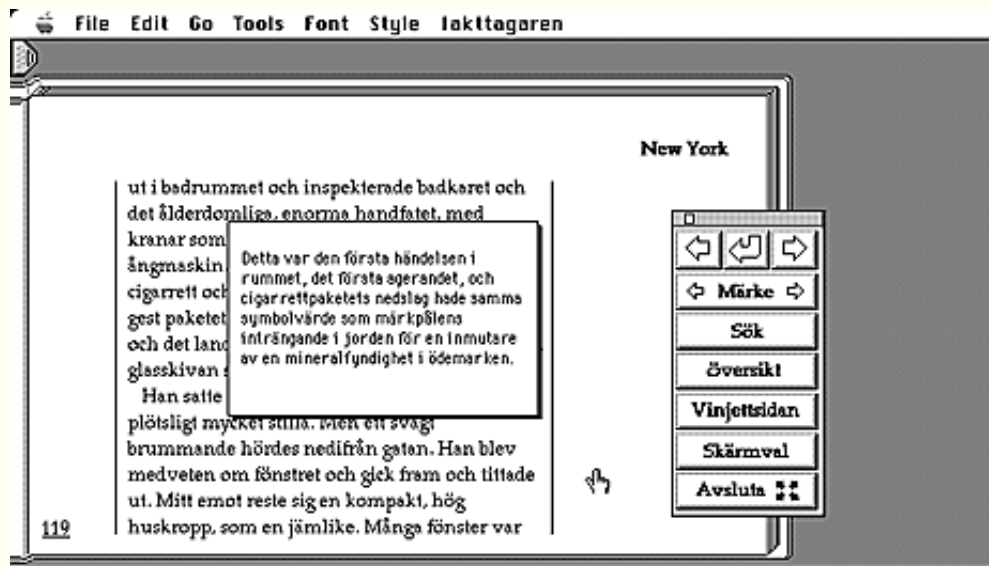 File Edit Go Tools Font Style Iakttagaren
New York
ut i badrummet och inspekterade badkaret och
det ålderdomliga, enorma handfatet, med
kranar som
ångmaskin.
cigarrett och
gest paketet
och det land
glasskivan s
Han satte
plötsligt mycket stilla. Men ett svagt
brummande hördes nedifrån gatan. Han blev
medveten om fönstret och gick fram och tittade
ut. Mitt emot reste sig en kompakt, hög
huskropp, som en jämlike. Många fönster var
119
Detta var den första händelsen i
rummet, det första agerandet, och
cigarrettpaketets nedslag hade samma
symbolvärde som märkpålens
inträngande i jorden för en inmutare
av en mineralfyndighet i ödemarken.
Märke
Sök
Översikt
Vinjettsidan
Skärmval
Avsluta